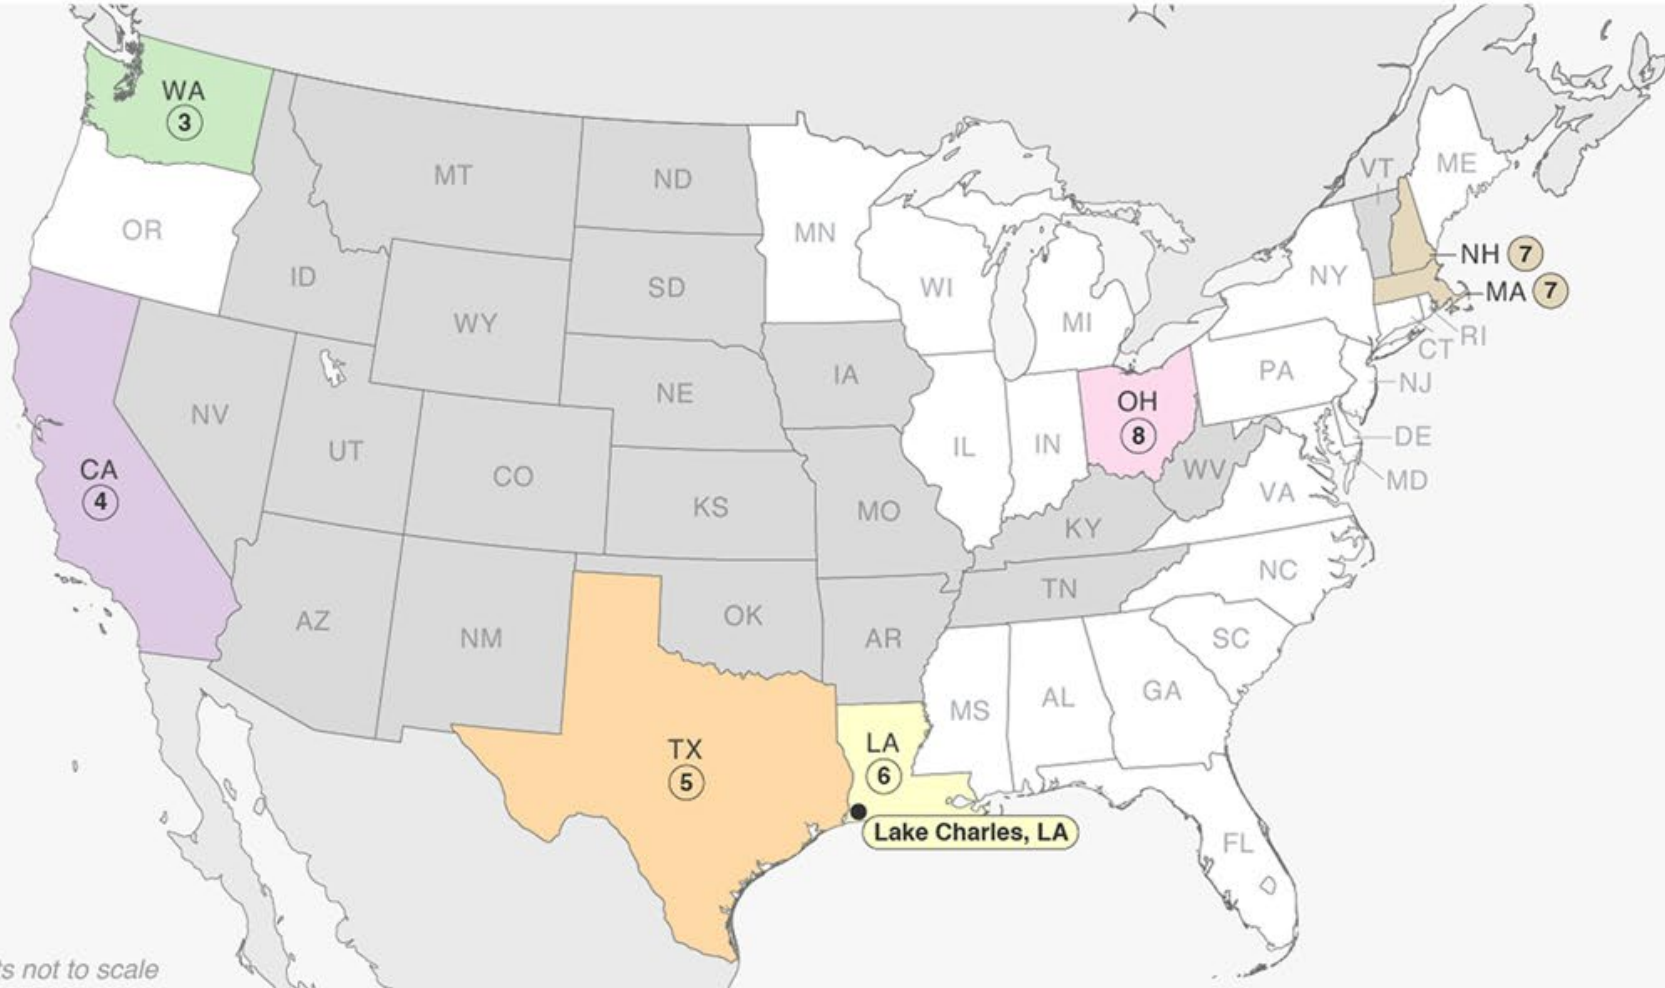 WA
3
MT
ND
VT
ME
OR
MN
NH 7
ID
SD
WI
NY
MA 7
WY
MI
RI
CT
IA
PA
NJ
NE
NV
OH
8
UT
IL
IN
DE
CO
WV
MD
CA
4
KS
MO
VA
KY
NC
TN
AZ
NM
OK
AR
SC
MS
AL
GA
TX
5
LA
6
Lake Charles, LA
FL
s not to scale